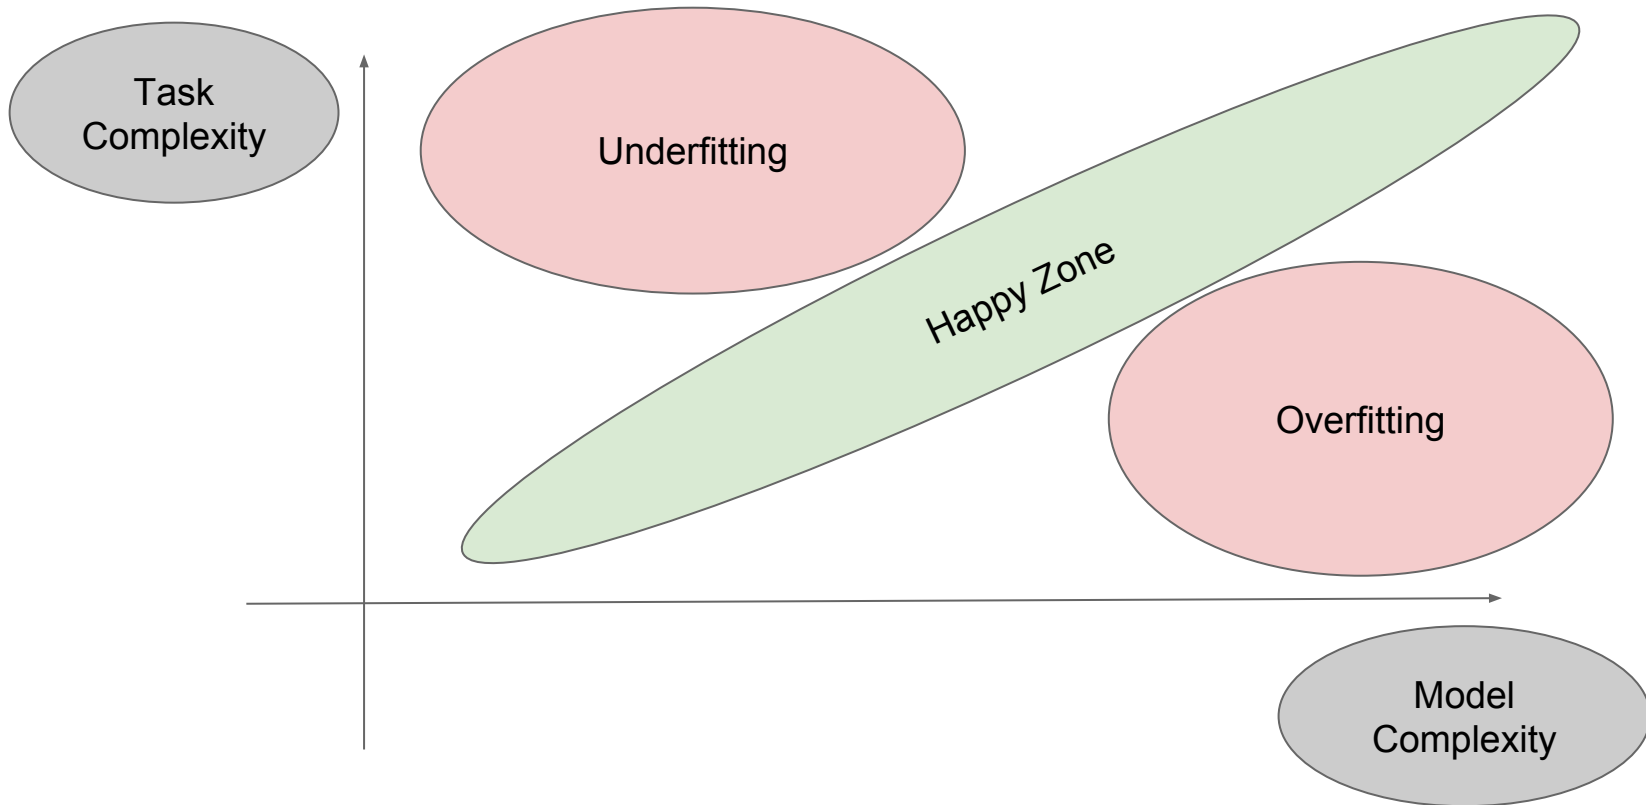 Task
Complexity
Underfitting
Happy Zone
Overfitting
Model
Complexity